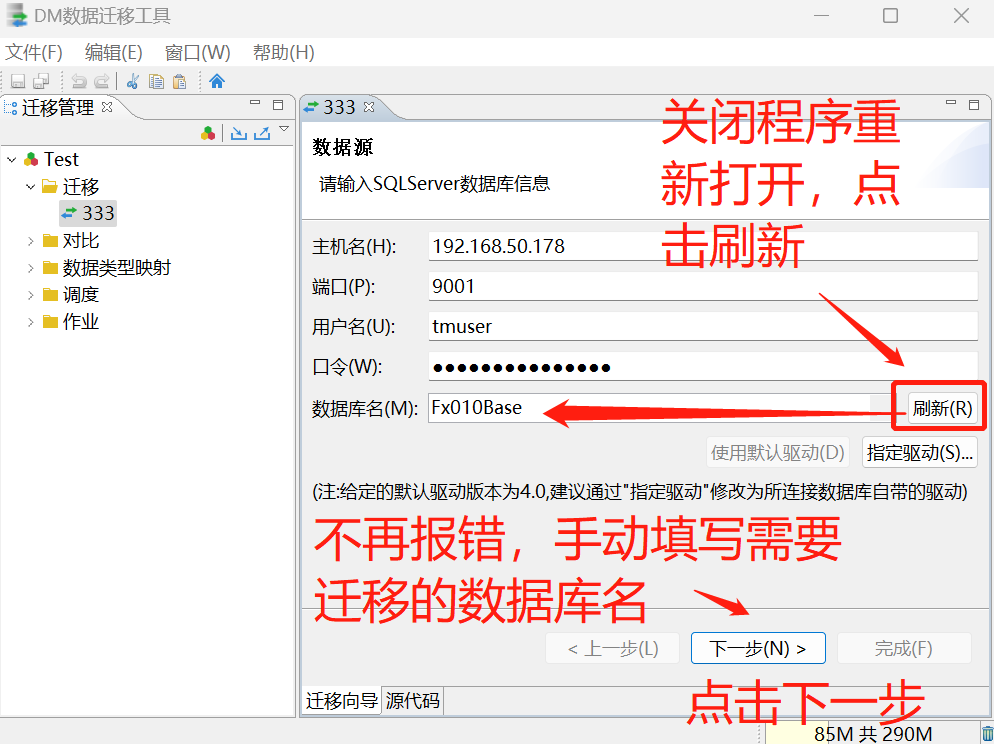 DM数据迁移工具
文件(F) 编辑(E) 窗口(W) 帮助(H)
迁移管理
333
Test
迁移
333
对比
数据类型映射
调度
作业
数据源
请输入SQLServer数据库信息
关闭程序重
新打开，点
击刷新
主机名(H): 192.168.50.178
端口(P): 9001
用户名(U): tmuser
口令(W): ●●●●●●●●●●●●●●●
数据库名(M): Fx010Base 刷新(R)
使用默认驱动(D) 指定驱动(S)...
(注:给定的默认驱动版本为4.0,建议通过"指定驱动"修改为所连接数据库自带的驱动)
不再报错，手动填写需要
迁移的数据库名
< 上一步(L) 下一步(N) > 完成(F)
点击下一步
迁移向导 源代码
85M 共 290M